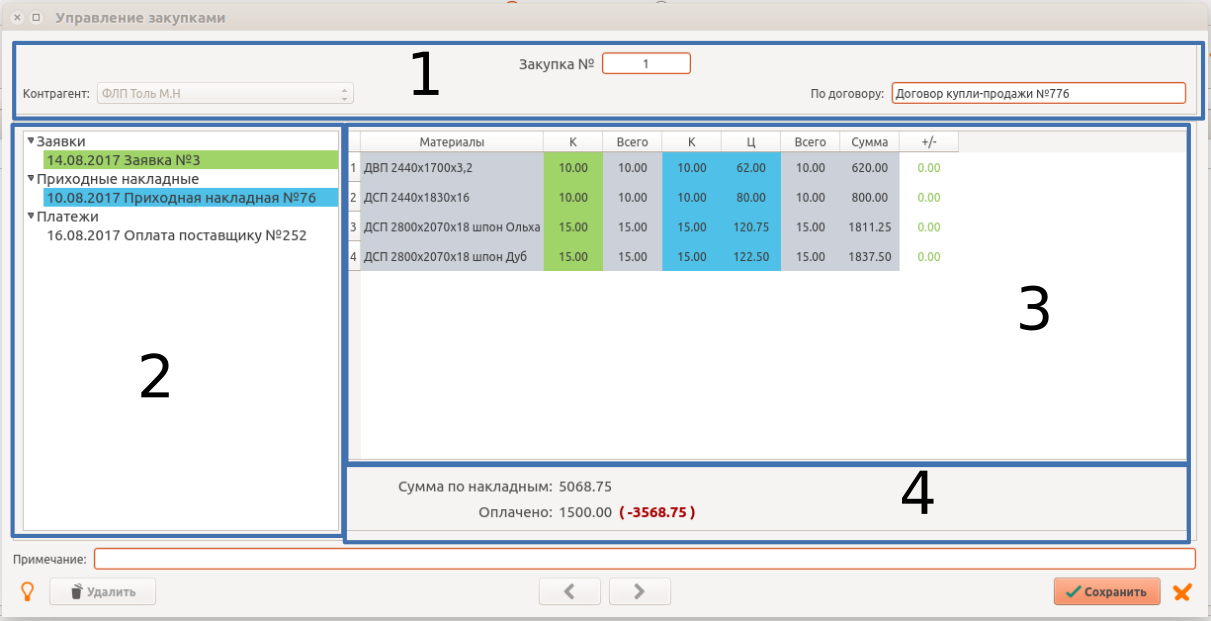 Управление закупками
1
Закупка № 1
Контрагент: ФЛП Толь М.Н
По договору: Договор купли-продажи №776
Заявки
14.08.2017 Заявка №3
Приходные накладные
10.08.2017 Приходная накладная №76
Платежи
16.08.2017 Оплата поставщику №252
2
Материалы К Всего К Ц Всего Сумма +/-
1 ДВП 2440х1700х3,2 10.00 10.00 10.00 62.00 10.00 620.00 0.00
2 ДСП 2440х1830х16 10.00 10.00 10.00 80.00 10.00 800.00 0.00
3 ДСП 2800х2070х18 шпон Ольха 15.00 15.00 15.00 120.75 15.00 1811.25 0.00
4 ДСП 2800х2070х18 шпон Дуб 15.00 15.00 15.00 122.50 15.00 1837.50 0.00
3
Сумма по накладным: 5068.75
Оплачено: 1500.00 ( -3568.75 )
4
Примечание:
Удалить
Сохранить